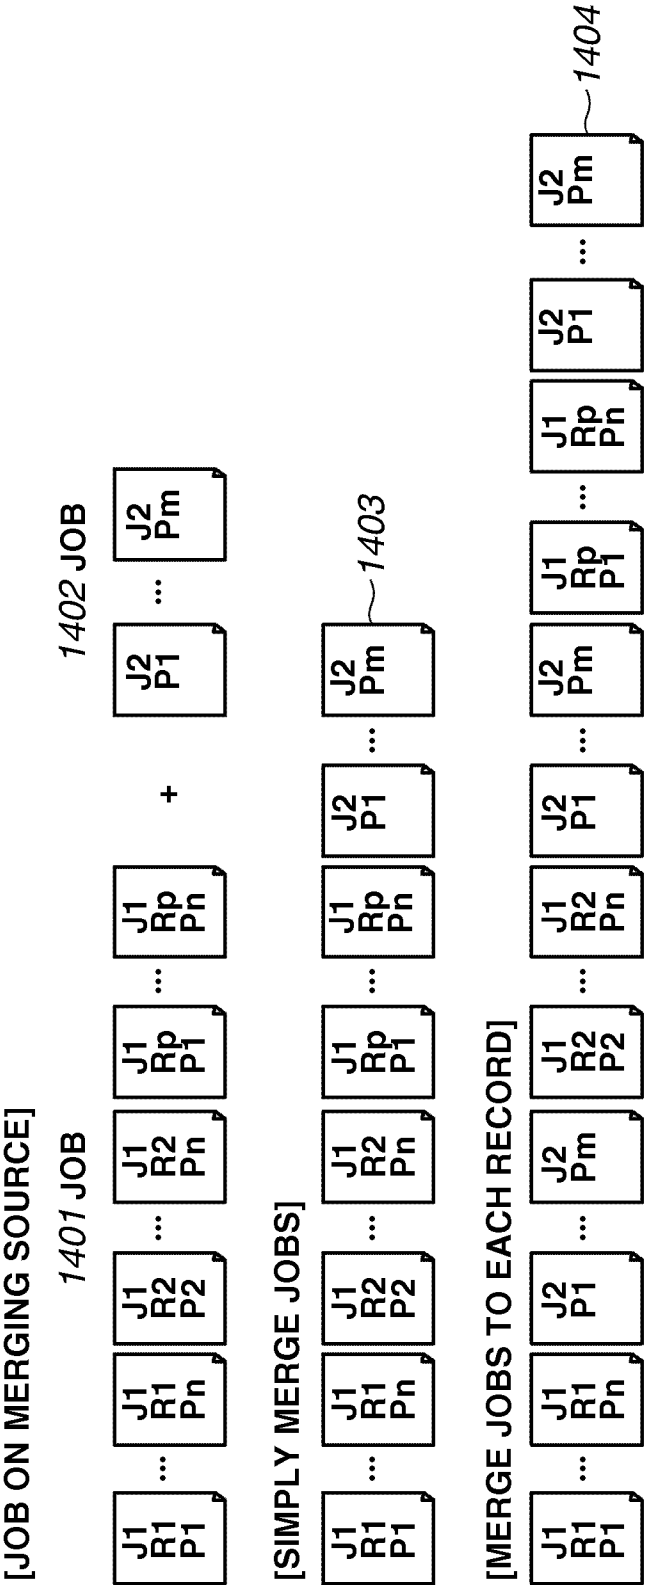 [JOB ON MERGING SOURCE]
1401 JOB
1402 JOB
J1
R1
P1
...
J1
R1
Pn
J1
R2
P2
...
J1
R2
Pn
J1
Rp
P1
...
J1
Rp
Pn
+
J2
P1
...
J2
Pm
[SIMPLY MERGE JOBS]
J1
R1
P1
...
J1
R1
Pn
J1
R2
P2
...
J1
R2
Pn
J1
Rp
P1
...
J1
Rp
Pn
J2
P1
...
J2
Pm
1403
[MERGE JOBS TO EACH RECORD]
J1
R1
P1
...
J1
R1
Pn
J2
P1
...
J2
Pm
J1
R2
P2
...
J1
R2
Pn
J2
P1
...
J2
Pm
J1
Rp
P1
...
J1
Rp
Pn
J2
P1
...
J2
Pm
1404